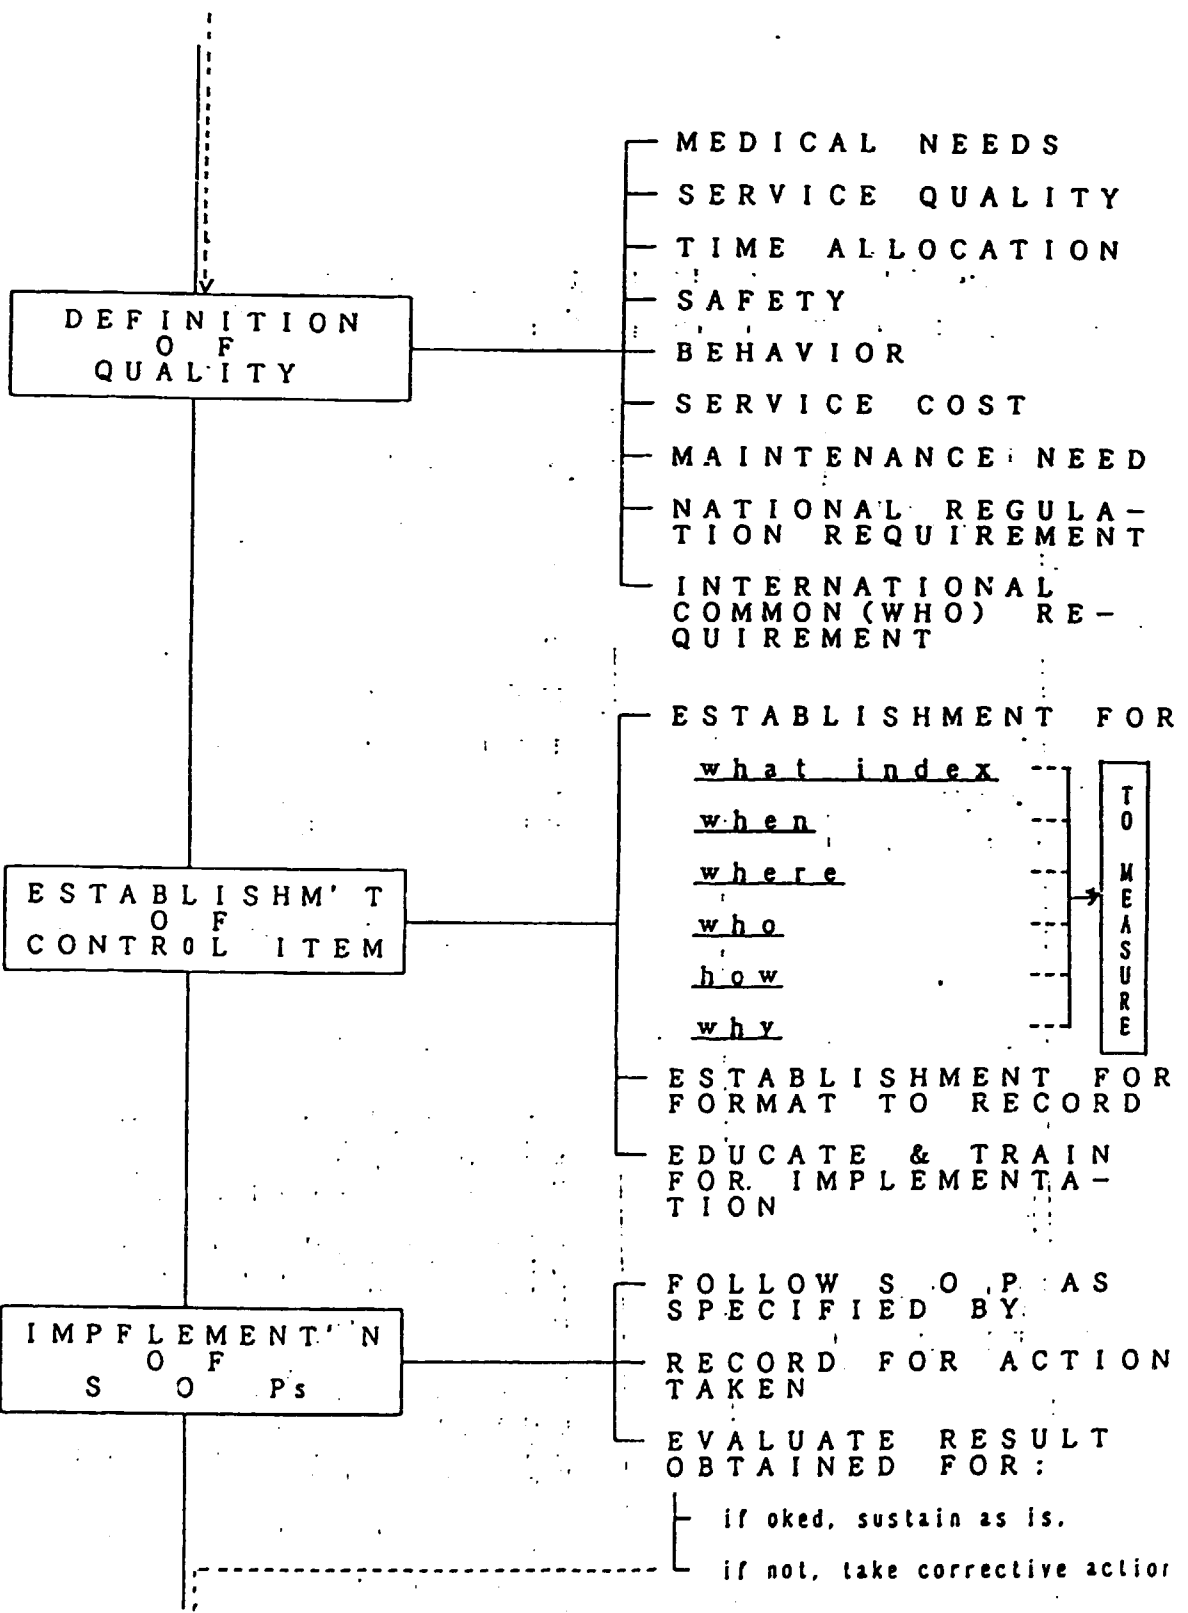 DEFINITION
OF
QUALITY
MEDICAL NEEDS
SERVICE QUALITY
TIME ALLOCATION
SAFETY
BEHAVIOR
SERVICE COST
MAINTENANCE NEED
NATIONAL REGULA-
TION REQUIREMENT
INTERNATIONAL
COMMON (WHO) RE-
QUIREMENT
ESTABLISHM'T
OF
CONTROL ITEM
ESTABLISHMENT FOR
what index
when
where
who
how
why
TO MEASURE
ESTABLISHMENT FOR
FORMAT TO RECORD
EDUCATE & TRAIN
FOR IMPLEMENTA-
TION
IMPFLEMENT'N
OF
S O Ps
FOLLOW S.O.P AS
SPECIFIED BY
RECORD FOR ACTION
TAKEN
EVALUATE RESULT
OBTAINED FOR:
if oked, sustain as is.
if not, take corrective action